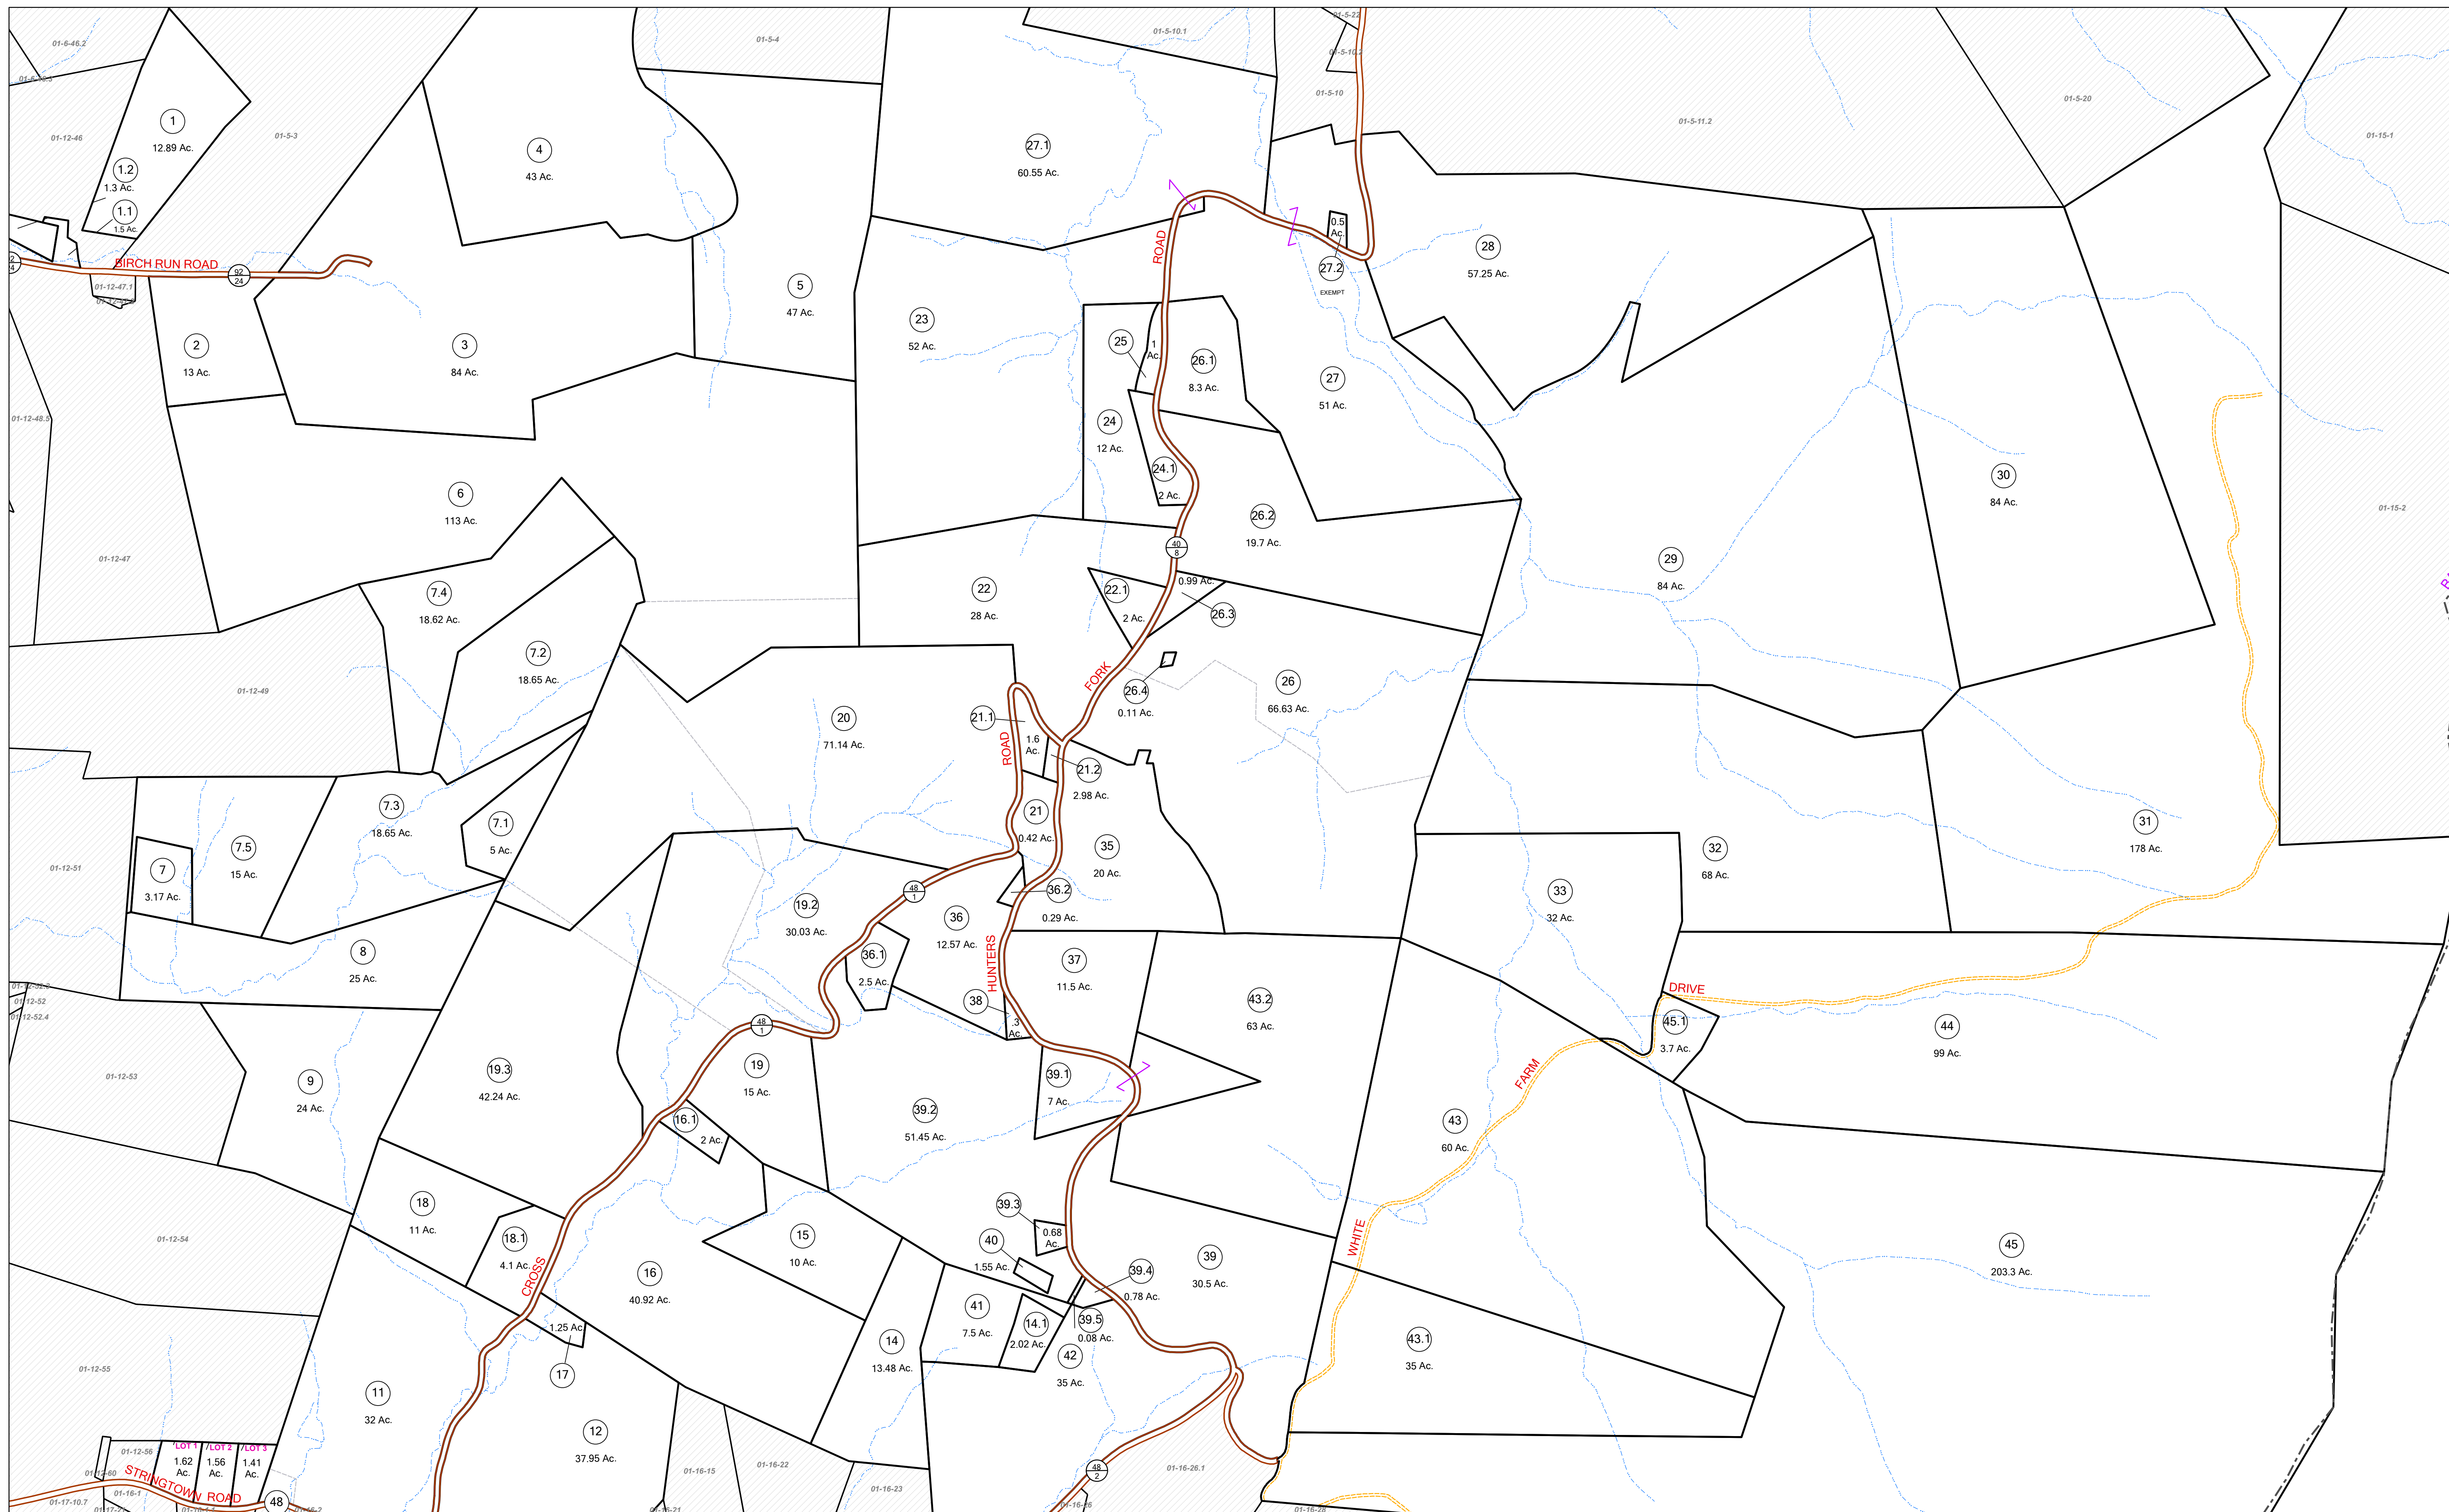 01-6-46.2
01-5-4
01-5-10.1
01-5-22
01-5-10.2
01-5-10
01-5-11.2
01-5-20
01-15-1
01-12-46
01-5-3
1
12.89 Ac.
1.2
1.3 Ac.
1.1
1.5 Ac.
4
43 Ac.
27.1
60.55 Ac.
0.5
Ac.
27.2
EXEMPT
28
57.25 Ac.
ROAD
BIRCH RUN ROAD
92
24
01-12-47.1
5
47 Ac.
23
52 Ac.
2
13 Ac.
3
84 Ac.
25
1
Ac.
26.1
8.3 Ac.
27
51 Ac.
01-12-48.5
24
12 Ac.
24.1
2 Ac.
6
113 Ac.
26.2
19.7 Ac.
30
84 Ac.
01-15-2
40
8
01-12-47
29
84 Ac.
7.4
18.62 Ac.
22
28 Ac.
22.1
2 Ac.
0.99 Ac.
26.3
7.2
18.65 Ac.
FORK
26.4
0.11 Ac.
26
66.63 Ac.
01-12-49
20
71.14 Ac.
21.1
1.6
Ac.
ROAD
21.2
2.98 Ac.
7.3
18.65 Ac.
7.1
5 Ac.
21
0.42 Ac.
31
178 Ac.
7.5
15 Ac.
35
20 Ac.
32
68 Ac.
01-12-51
7
3.17 Ac.
48
1
36.2
0.29 Ac.
33
32 Ac.
19.2
30.03 Ac.
36
12.57 Ac.
8
25 Ac.
36.1
2.5 Ac.
HUNTERS
37
11.5 Ac.
01-12-52.3
01-12-52
01-12-52.4
38
.3
Ac.
43.2
63 Ac.
DRIVE
45.1
3.7 Ac.
44
99 Ac.
48
1
01-12-53
9
24 Ac.
19.3
42.24 Ac.
19
15 Ac.
39.1
7 Ac.
FARM
16.1
2 Ac.
39.2
51.45 Ac.
43
60 Ac.
18
11 Ac.
39.3
0.68
Ac.
01-12-54
18.1
4.1 Ac.
15
10 Ac.
40
1.55 Ac.
39
30.5 Ac.
WHITE
45
203.3 Ac.
CROSS
16
40.92 Ac.
39.4
0.78 Ac.
41
7.5 Ac.
14.1
2.02 Ac.
39.5
0.08 Ac.
1.25 Ac.
17
14
13.48 Ac.
42
35 Ac.
43.1
35 Ac.
01-12-55
11
32 Ac.
12
37.95 Ac.
LOT 1
LOT 2
LOT 3
01-12-56
1.62
Ac.
1.56
Ac.
1.41
Ac.
01-12-60
STRINGTOWN ROAD
01-16-15
01-16-22
01-16-23
48
2
01-16-26.1
01-16-1
01-17-10.7
48
01-16-21
01-16-28